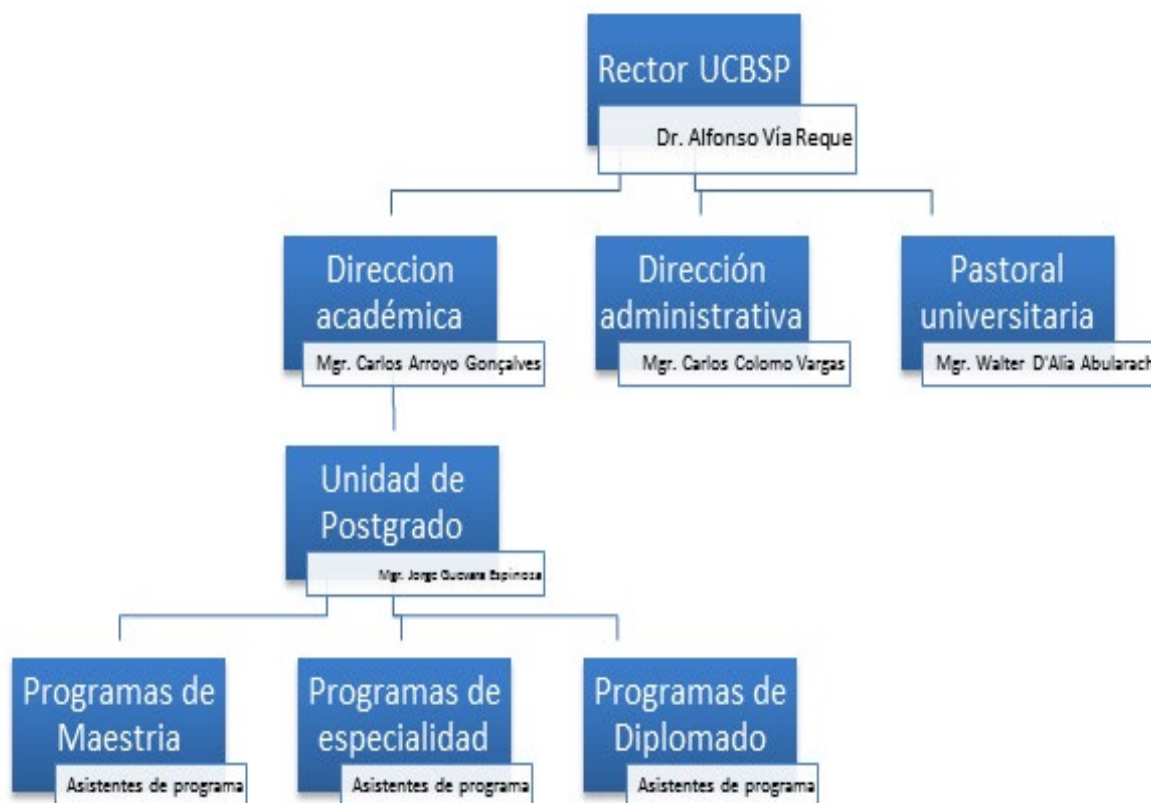 Rector UCBSP
Dr. Alfonso Vía Reque
Direccion
académica
Mgr. Carlos Arroyo Gonçalves
Dirección
administrativa
Mgr. Carlos Colomo Vargas
Pastoral
universitaria
Mgr. Walter D'Alia Abularach
Unidad de
Postgrado
Mgr. Jorge Guevara Espinosa
Programas de
Maestria
Asistentes de programa
Programas de
especialidad
Asistentes de programa
Programas de
Diplomado
Asistentes de programa